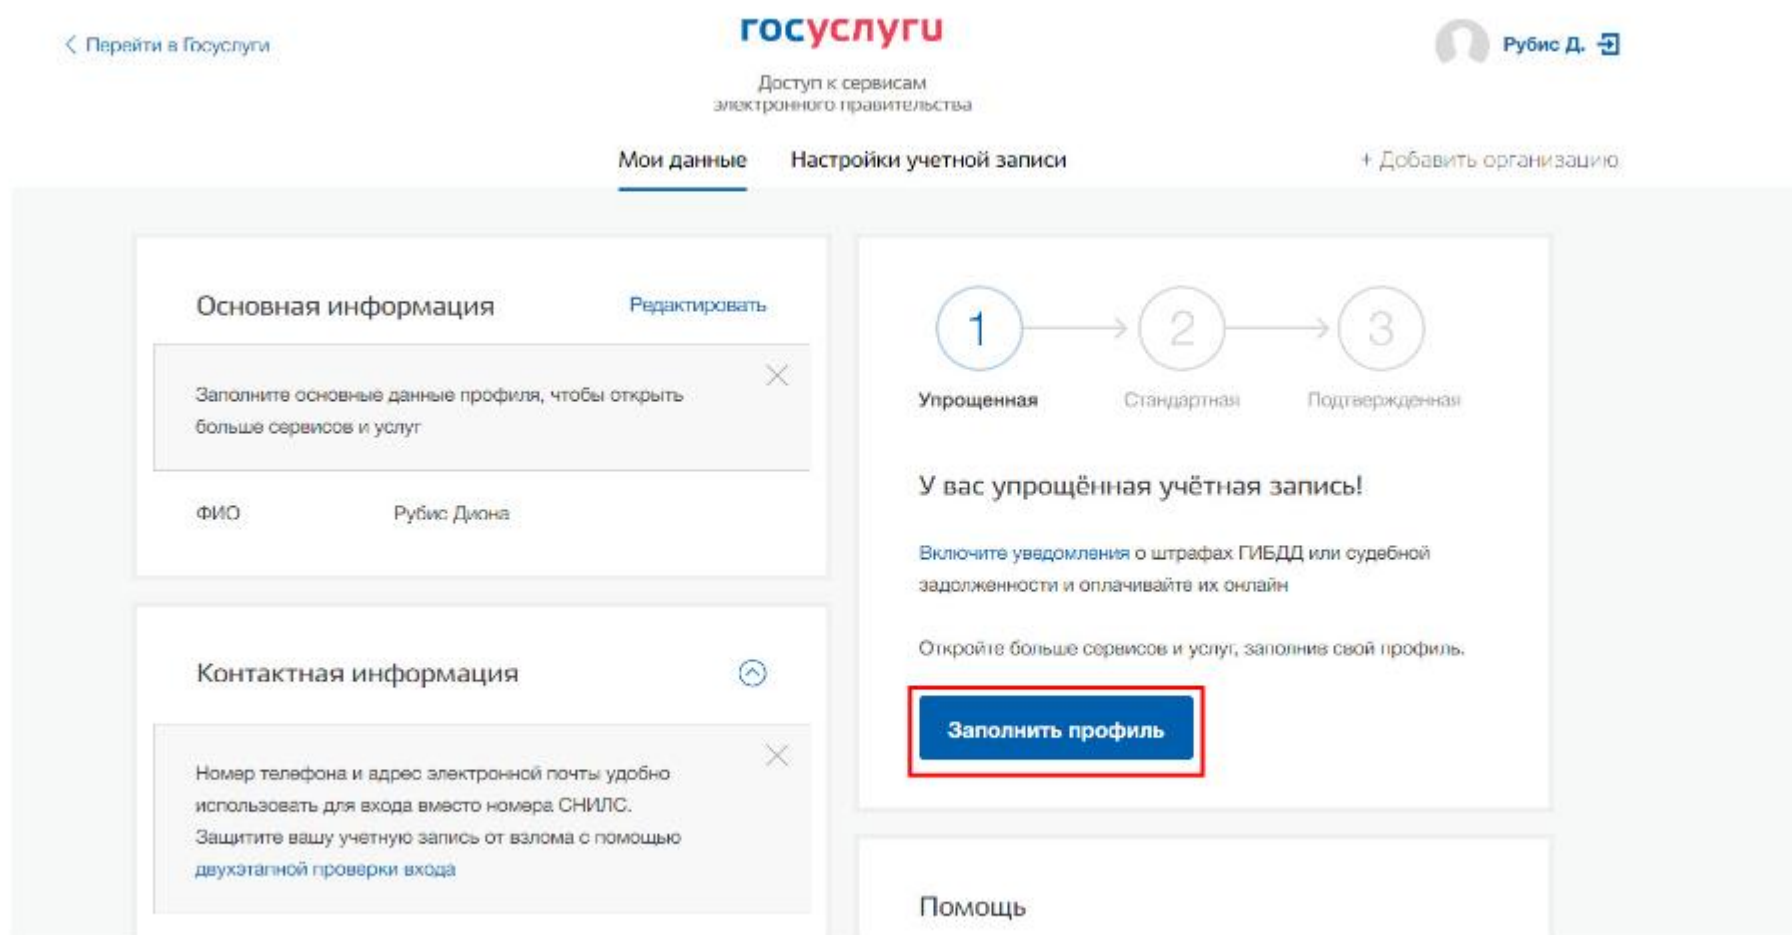 Перейти в Госуслуги
госуслуги
Рубис Д.
Доступ к сервисам
электронного правительства
Мои данные
Настройки учетной записи
+ Добавить организацию
Основная информация
Редактировать
Заполните основные данные профиля, чтобы открыть
больше сервисов и услуг
ФИО
Рубис Диона
Контактная информация
Номер телефона и адрес электронной почты удобно
использовать для входа вместо номера СНИЛС.
Защитите вашу учетную запись от взлома с помощью
двухэтапной проверки входа
1
2
3
Упрощенная
Стандартная
Подтвержденная
У вас упрощённая учётная запись!
Включите уведомления о штрафах ГИБДД или судебной
задолженности и оплачивайте их онлайн
Откройте больше сервисов и услуг, заполнив свой профиль.
Заполнить профиль
Помощь